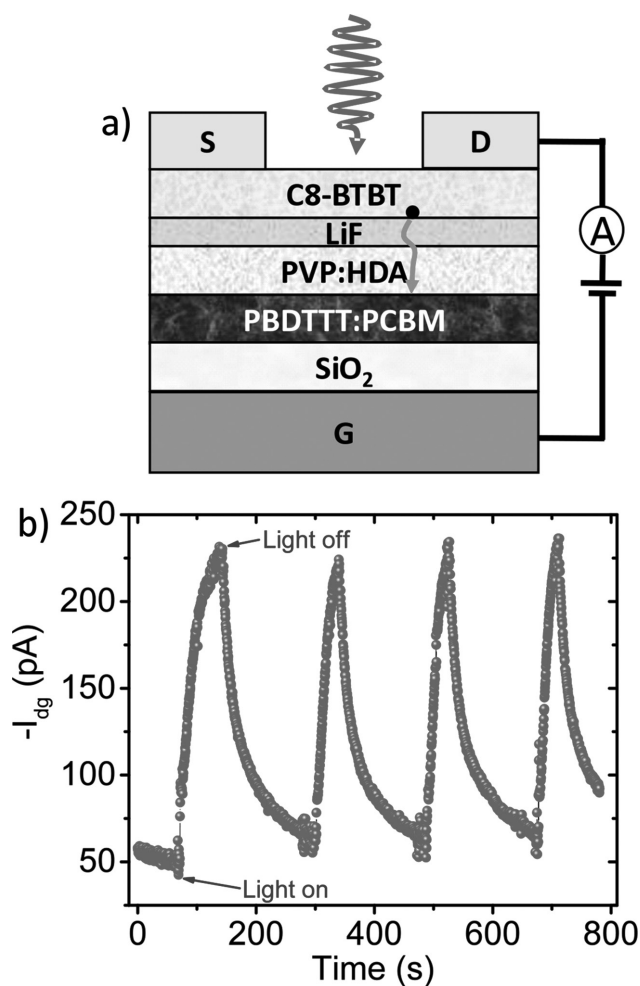 a)
S
D
C8-BTBT
LiF
PVP:HDA
PBDTTT:PCBM
SiO₂
G
A
b)
250
200
150
100
50
-I_dg (pA)
Light off
Light on
0
200
400
600
800
Time (s)